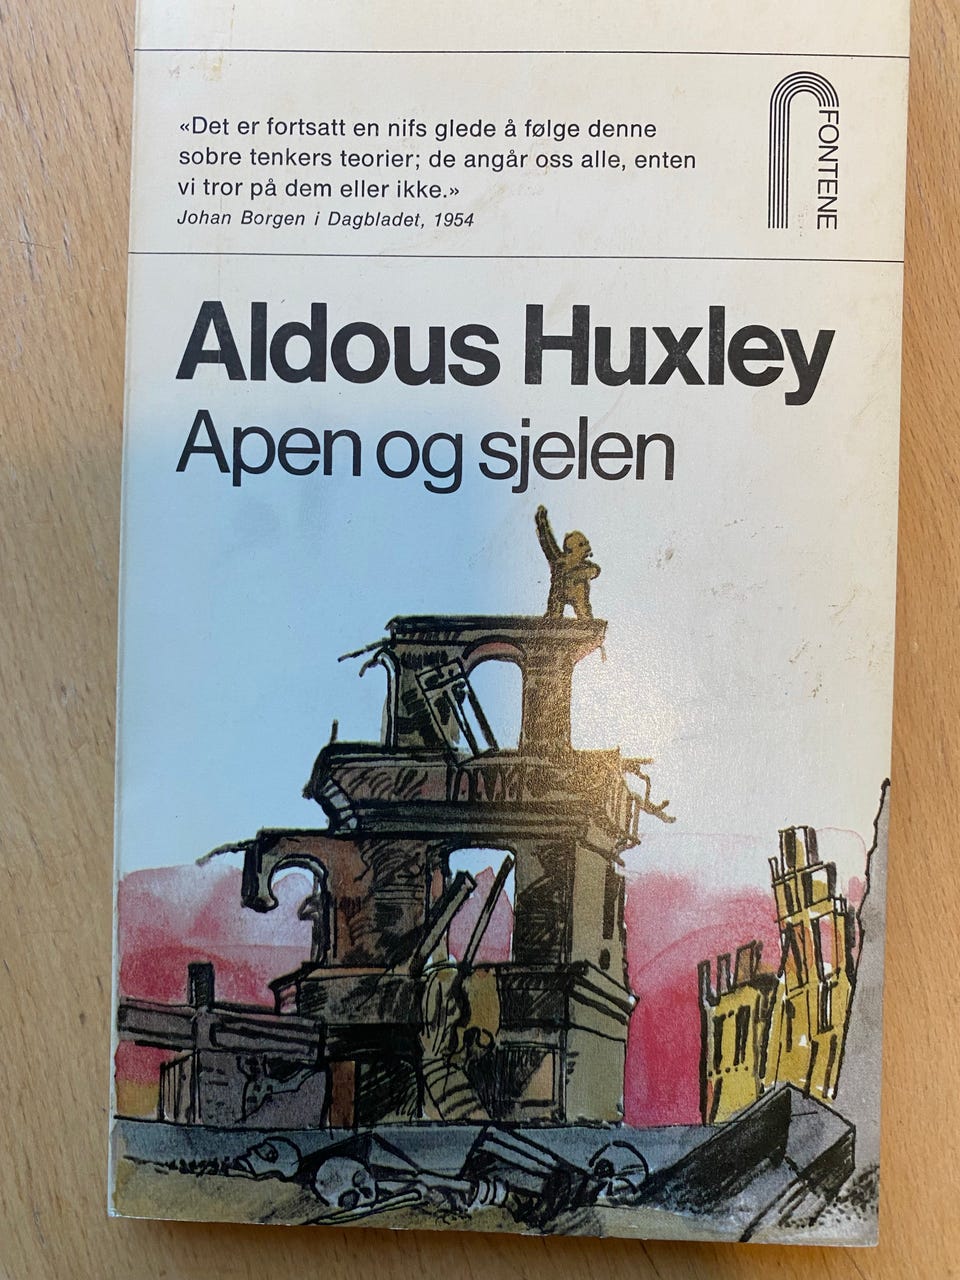 «Det er fortsatt en nifs glede å følge denne
sobre tenkers teorier; de angår oss alle, enten
vi tror på dem eller ikke.»
Johan Borgen i Dagbladet, 1954
FONTENE
Aldous Huxley
Apen og sjelen